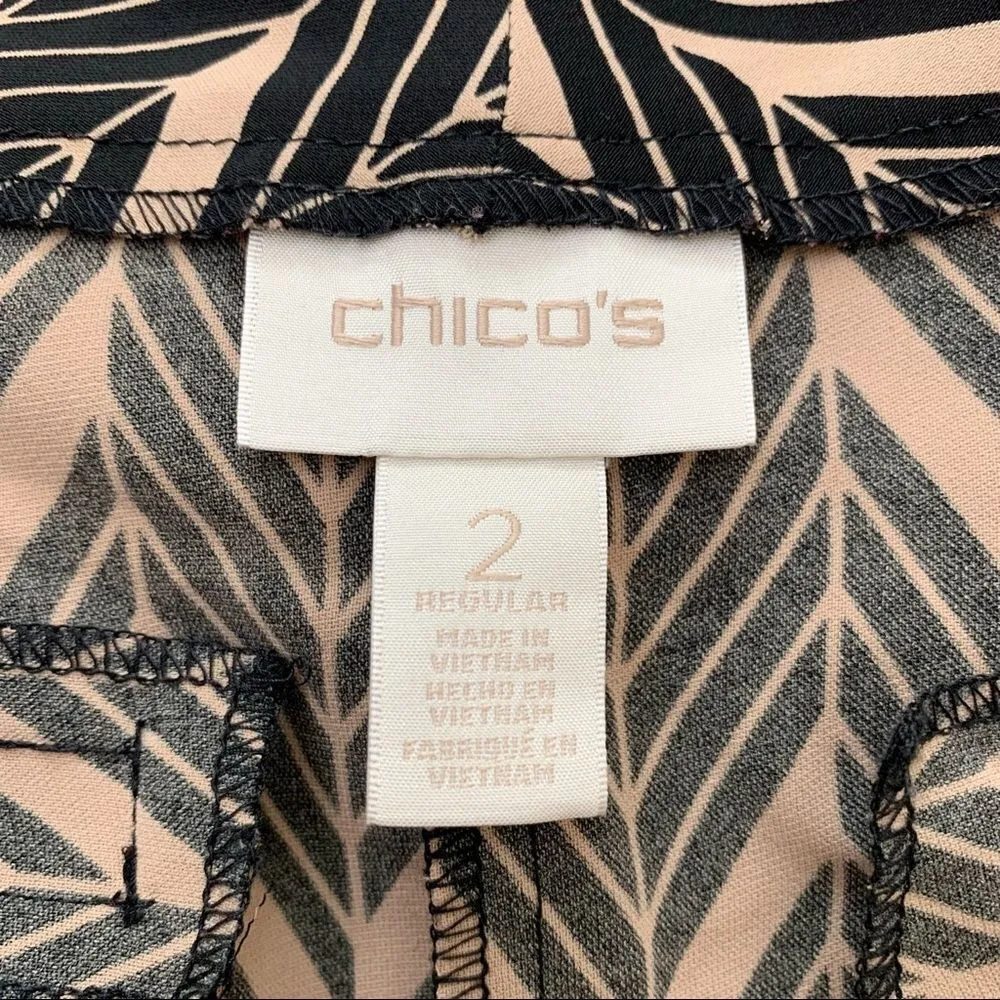 chico's
2
REGULAR
MADE IN
VIETNAM
HECHO EN
VIETNAM
FABRIQUÉ EN
VIETNAM